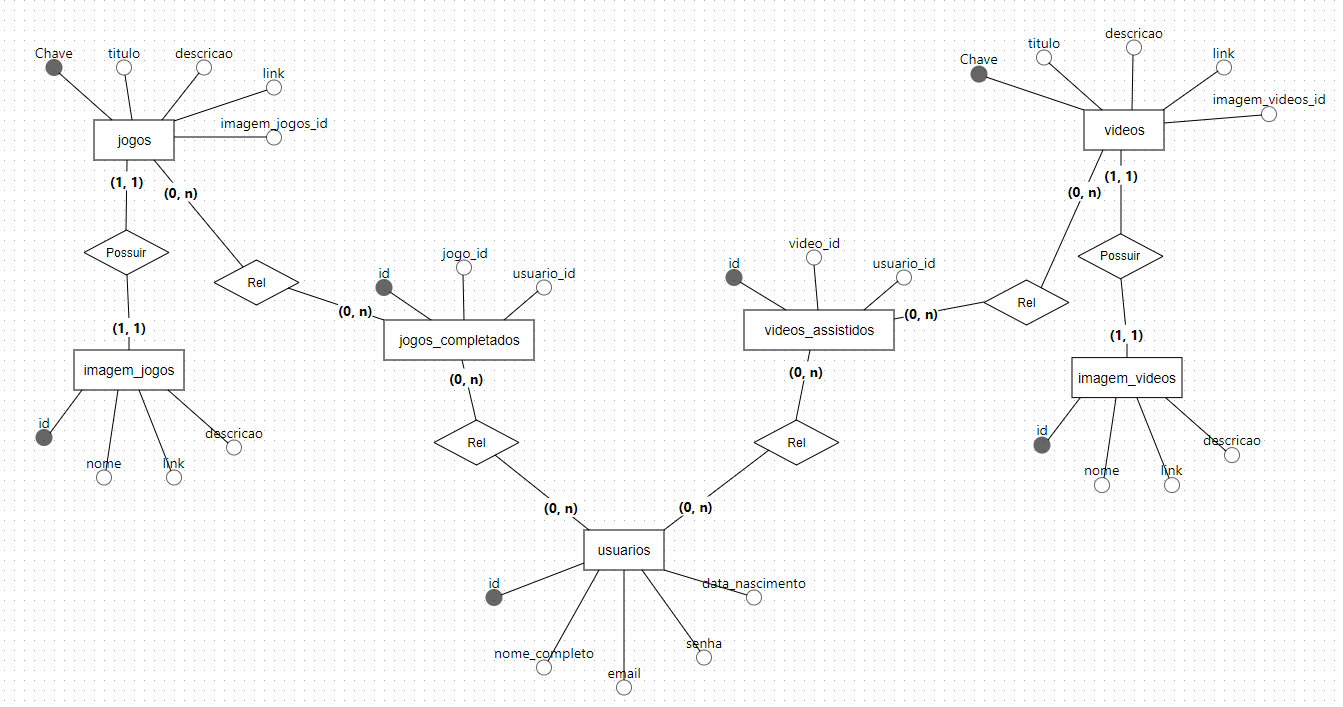 Chave
titulo
descricao
link
imagem_jogos_id
jogos
(1, 1)
(0, n)
Possuir
Rel
(1, 1)
imagem_jogos
id
nome
link
descricao
(0, n)
id
jogo_id
usuario_id
jogos_completados
(0, n)
Rel
(0, n)
Chave
titulo
descricao
link
imagem_videos_id
videos
(0, n)
(1, 1)
Rel
Possuir
(1, 1)
imagem_videos
id
nome
link
descricao
id
video_id
usuario_id
videos_assistidos
(0, n)
(0, n)
Rel
(0, n)
usuarios
id
nome_completo
email
senha
data_nascimento